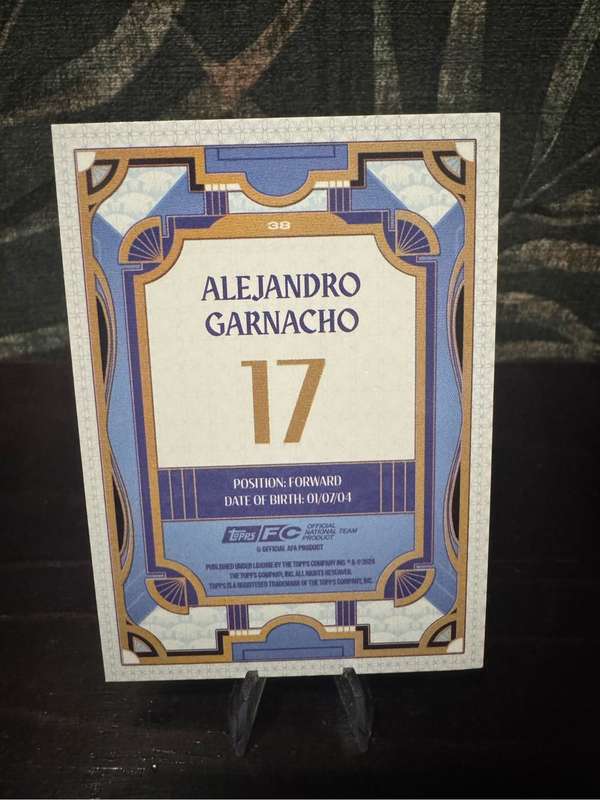 38
ALEJANDRO
GARNACHO
17
POSITION: FORWARD
DATE OF BIRTH: 01/07/04
TOPPS FC OFFICIAL
NATIONAL TEAM
PRODUCT
© OFFICIAL AFA PRODUCT
PUBLISHED UNDER LICENSE BY THE TOPPS COMPANY INC. ® & © 2024
THE TOPPS COMPANY, INC. ALL RIGHTS RESERVED.
TOPPS IS A REGISTERED TRADEMARK OF THE TOPPS COMPANY, INC.